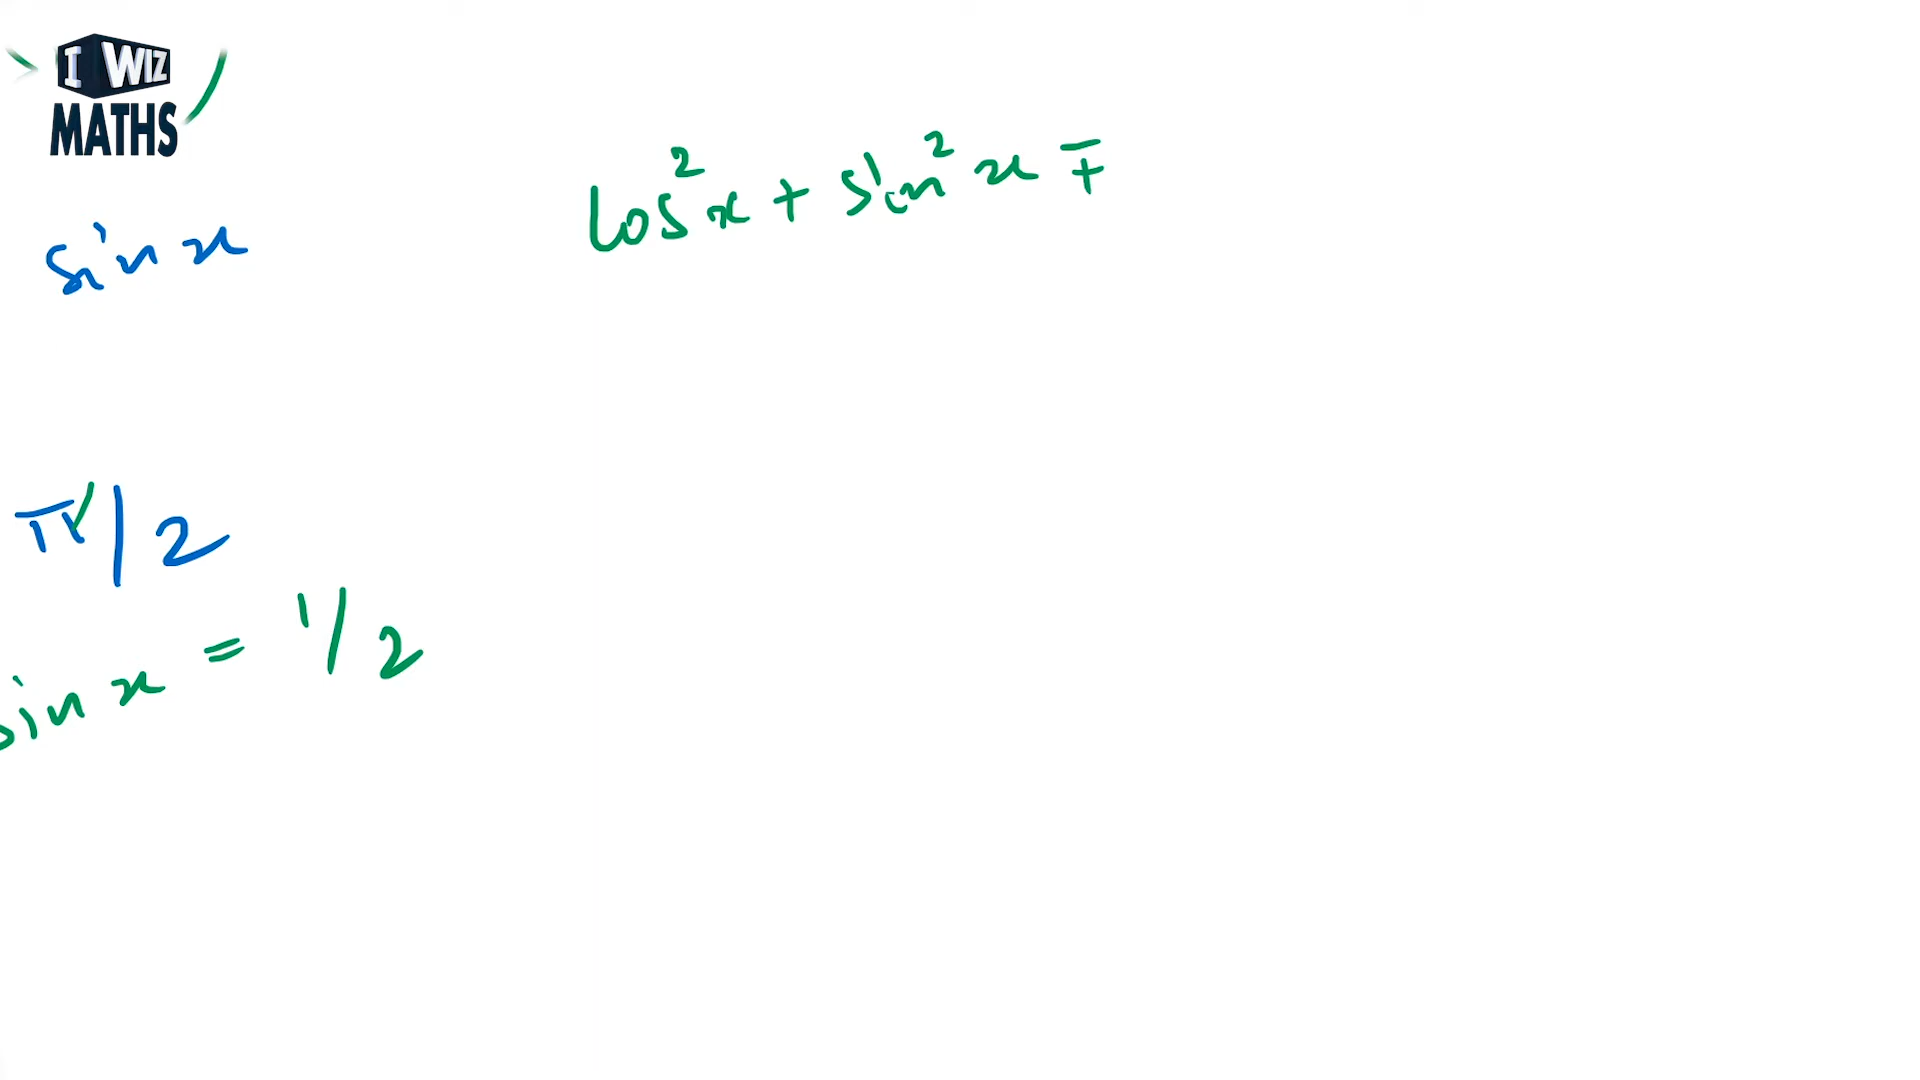 I WIZ
MATHS
cos²x + sin²x ∓
sin x
π/2
sin x = 1/2